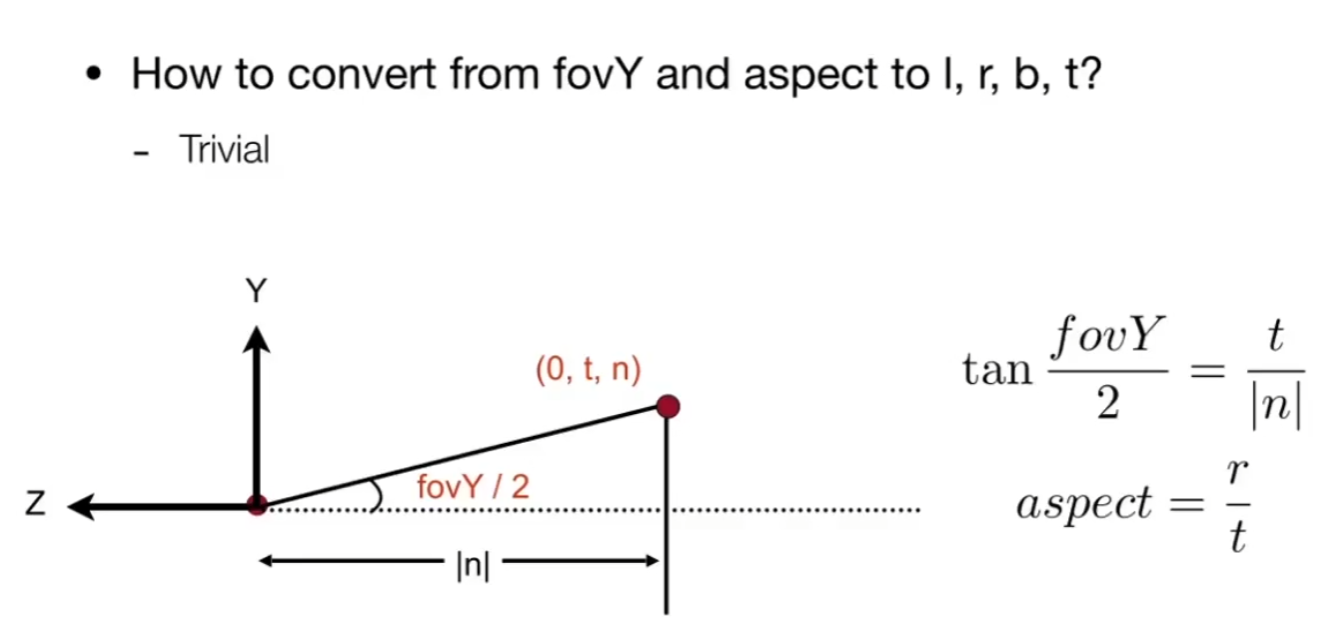 • How to convert from fovY and aspect to l, r, b, t?
- Trivial
Y
(0, t, n)
tan fovY/2 = t/|n|
fovY / 2
Z
aspect = r/t
|n|